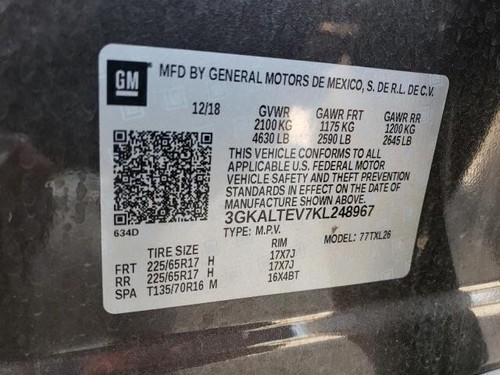 GM
MFD BY GENERAL MOTORS DE MEXICO, S. DE R.L. DE C.V.
12/18 GVWR GAWR FRT GAWR RR
2100 KG 1175 KG 1200 KG
4630 LB 2590 LB 2645 LB
THIS VEHICLE CONFORMS TO ALL
APPLICABLE U.S. FEDERAL MOTOR
VEHICLE SAFETY AND THEFT PREVENTION
STANDARDS IN EFFECT ON THE DATE OF
MANUFACTURE SHOWN ABOVE.
3GKALTEV7KL248967
634D
TYPE: M.P.V. MODEL: 77TXL26
TIRE SIZE RIM
FRT 225/65R17 H 17X7J
RR 225/65R17 H 17X7J
SPA T135/70R16 M 16X4BT